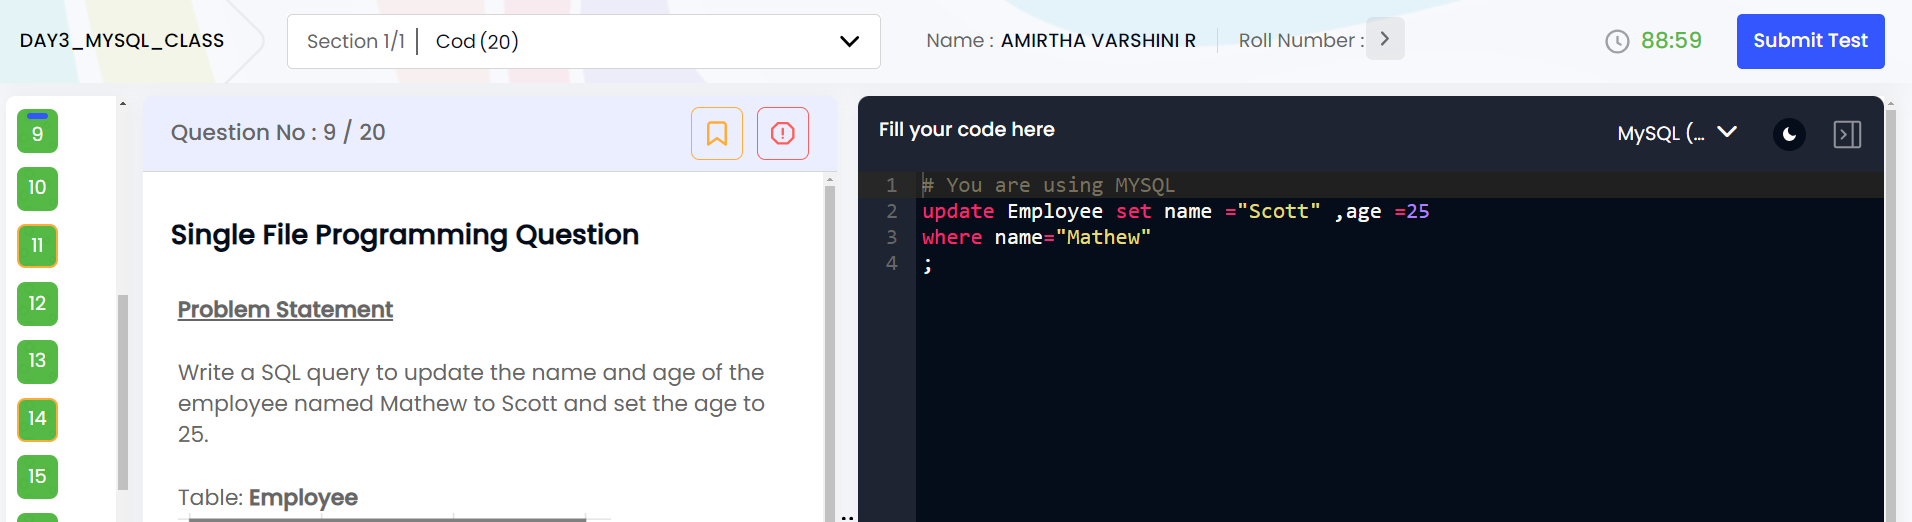 DAY3_MYSQL_CLASS
Section 1/1 | Cod (20)
Name : AMIRTHA VARSHINI R
Roll Number :
88:59
Submit Test
9
10
11
12
13
14
15
Question No : 9 / 20
Single File Programming Question
Problem Statement
Write a SQL query to update the name and age of the
employee named Mathew to Scott and set the age to
25.
Table: Employee
Fill your code here
MySQL (...
1 # You are using MYSQL
2 update Employee set name ="Scott" ,age =25
3 where name="Mathew"
4 ;